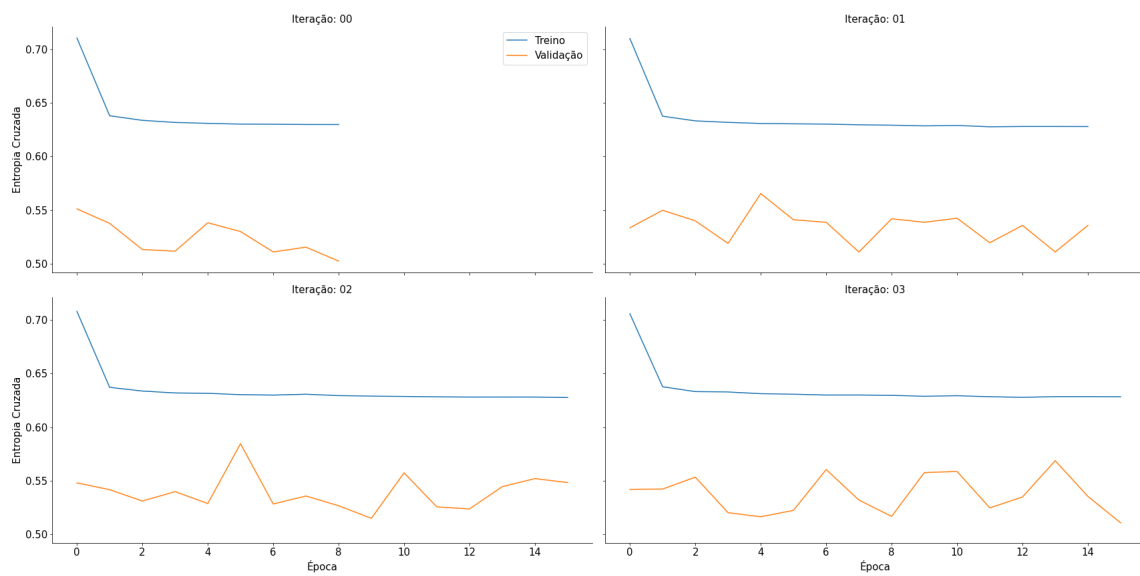 Iteração: 00
Iteração: 01
Entropia Cruzada
0.70
0.65
0.60
0.55
0.50
Treino
Validação
Iteração: 02
Iteração: 03
Entropia Cruzada
0.70
0.65
0.60
0.55
0.50
0 2 4 6 8 10 12 14
Época
0 2 4 6 8 10 12 14
Época